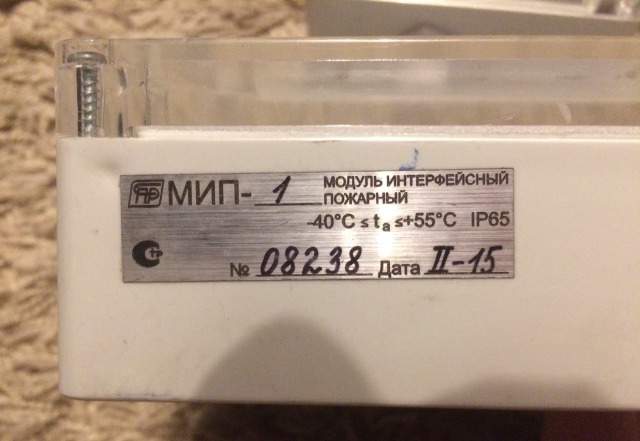 МИП-1 МОДУЛЬ ИНТЕРФЕЙСНЫЙ
ПОЖАРНЫЙ
-40°C ≤ ta ≤+55°C IP65
№ 08238 Дата II-15